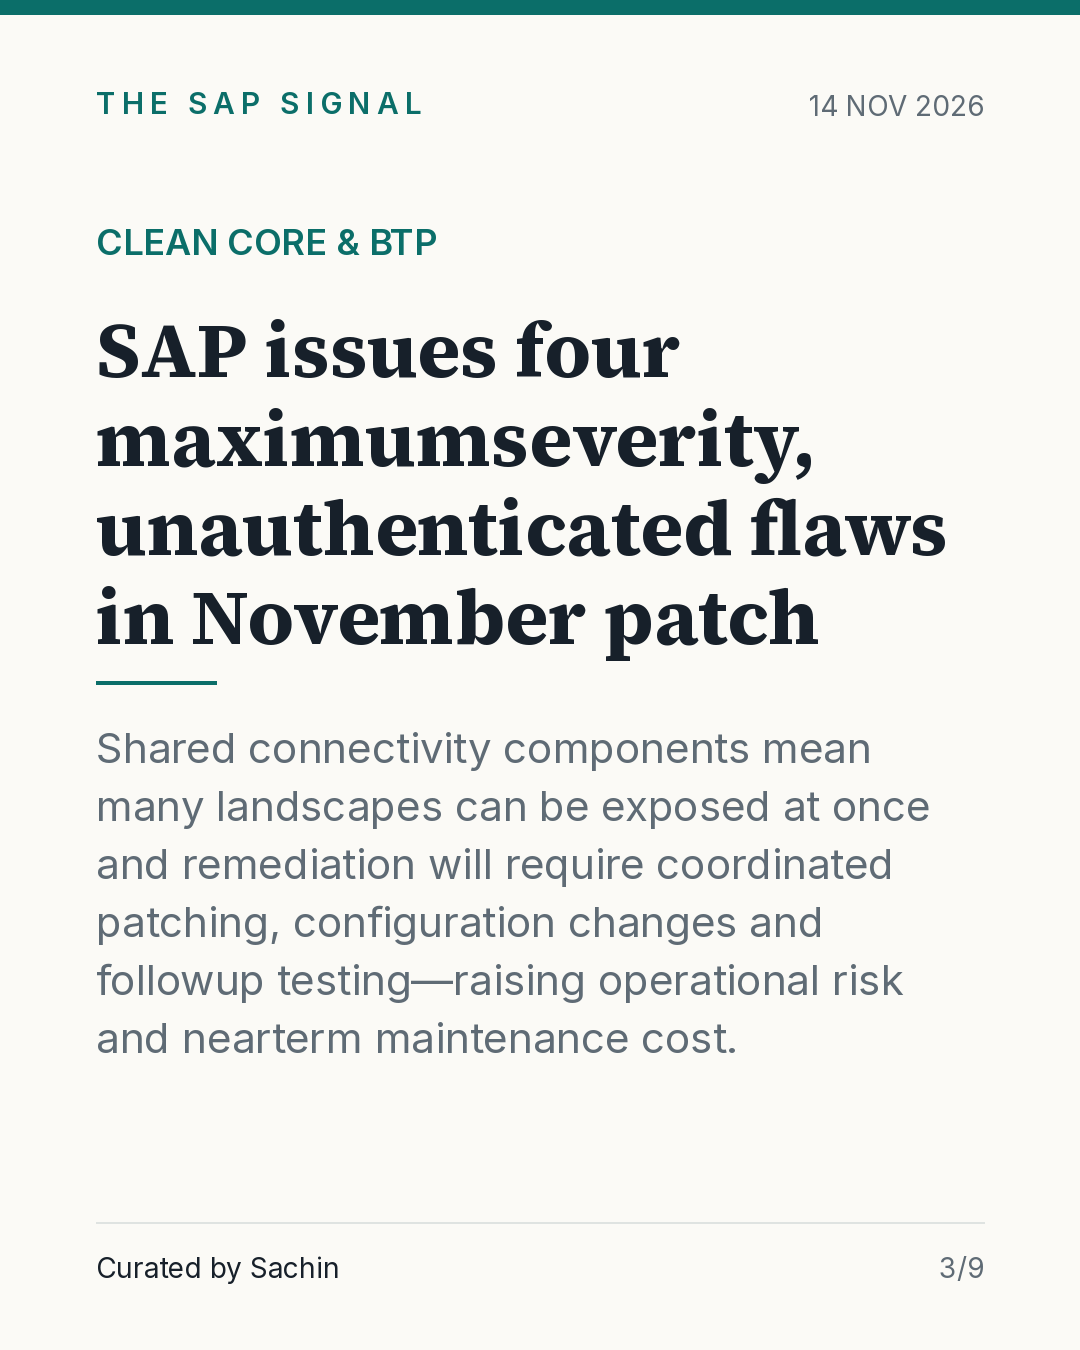 THE SAP SIGNAL
14 NOV 2026
CLEAN CORE & BTP
SAP issues four
maximumseverity,
unauthenticated flaws
in November patch
Shared connectivity components mean
many landscapes can be exposed at once
and remediation will require coordinated
patching, configuration changes and
followup testing—raising operational risk
and nearterm maintenance cost.
Curated by Sachin
3/9